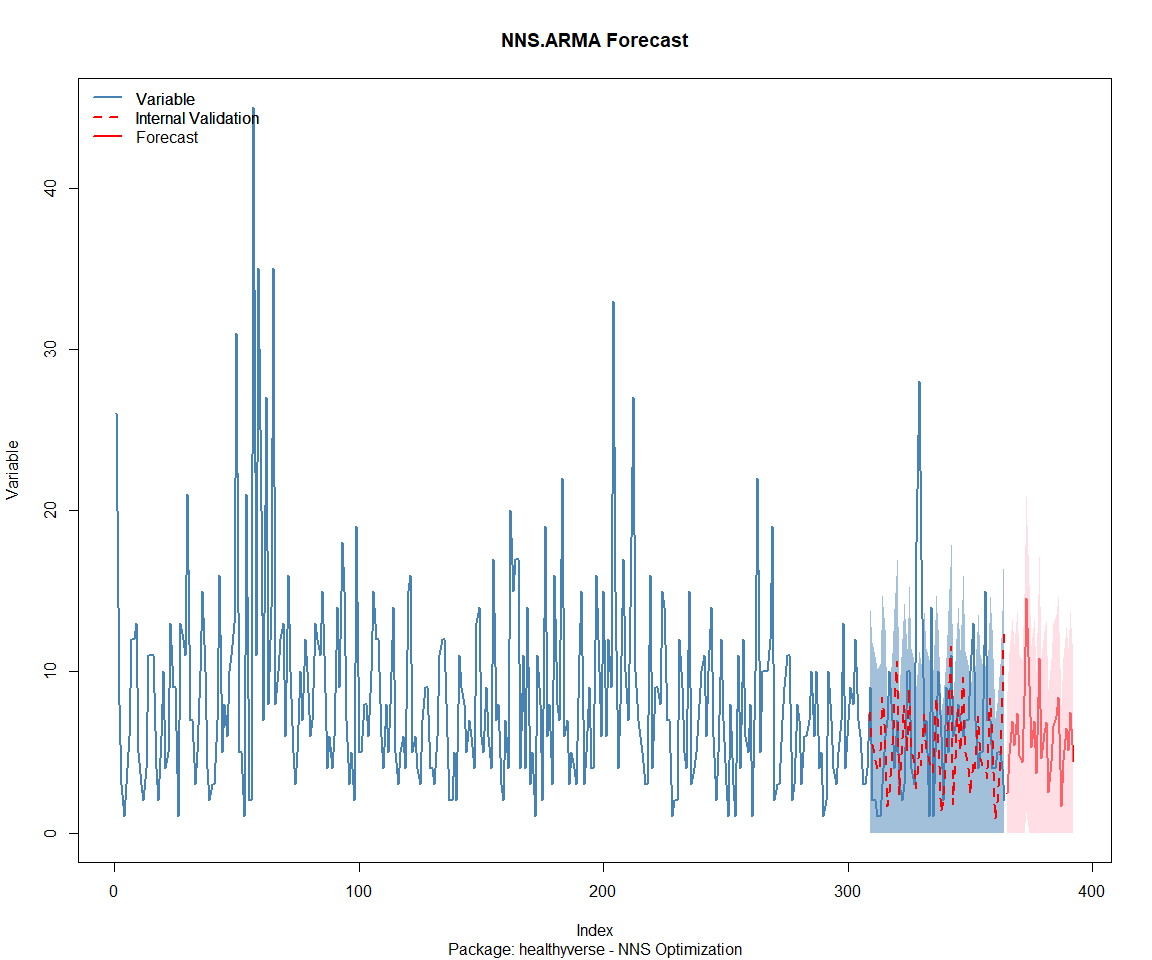 NNS.ARMA Forecast
Variable
Internal Validation
Forecast
Variable
40
30
20
10
0
0
100
200
300
400
Index
Package: healthyverse - NNS Optimization